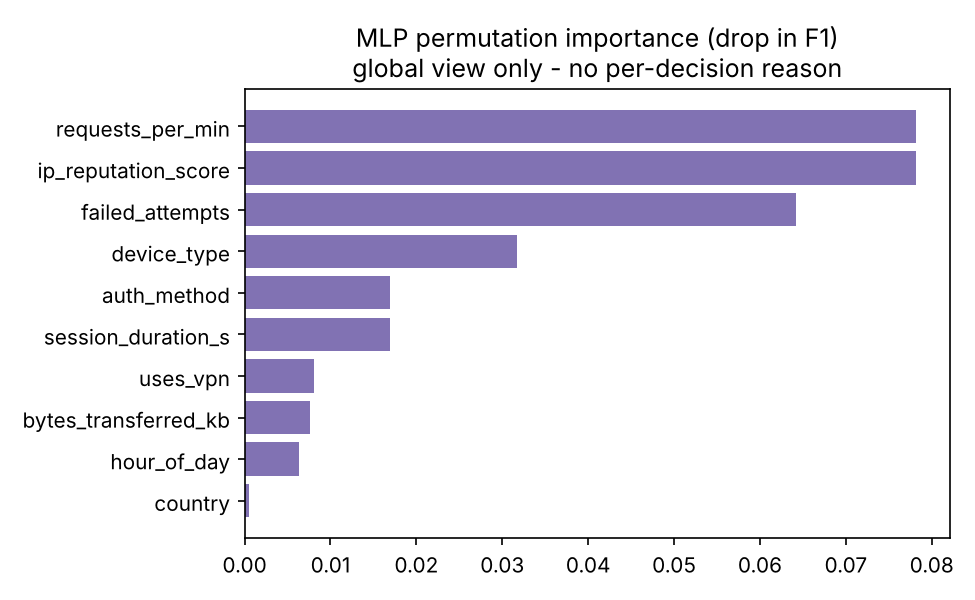 MLP permutation importance (drop in F1)
global view only - no per-decision reason
requests_per_min
ip_reputation_score
failed_attempts
device_type
auth_method
session_duration_s
uses_vpn
bytes_transferred_kb
hour_of_day
country
0.00 0.01 0.02 0.03 0.04 0.05 0.06 0.07 0.08